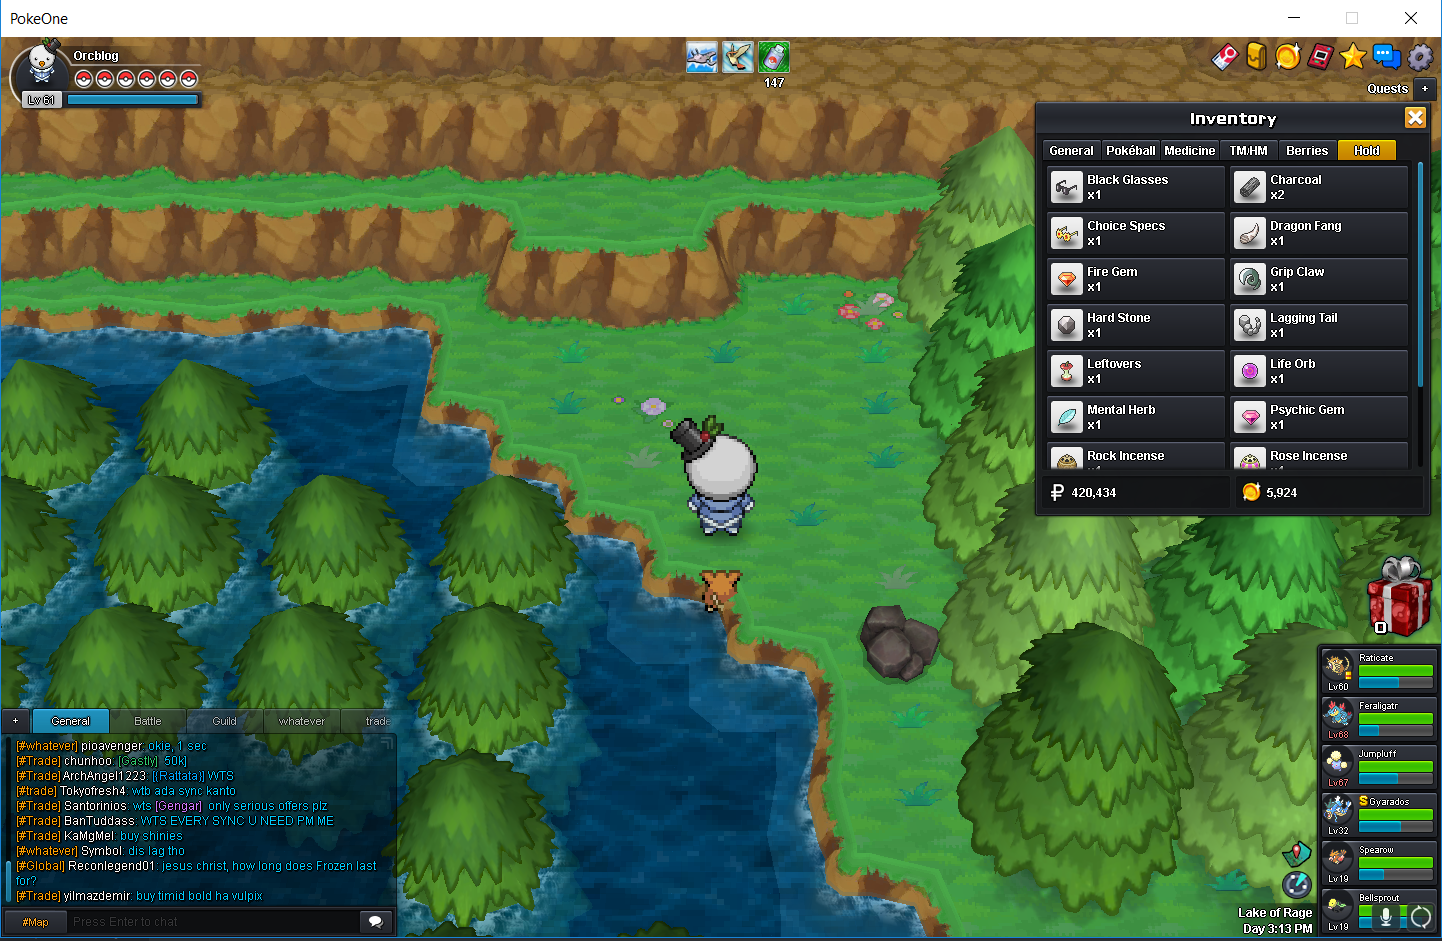 PokeOne
Orcblog
Lv 61
147
Quests +
Inventory
General Pokéball Medicine TM/HM Berries Hold
Black Glasses
x1
Charcoal
x2
Choice Specs
x1
Dragon Fang
x1
Fire Gem
x1
Grip Claw
x1
Hard Stone
x1
Lagging Tail
x1
Leftovers
x1
Life Orb
x1
Mental Herb
x1
Psychic Gem
x1
Rock Incense
Rose Incense
420,434
5,924
0
Raticate
Lv60
Feraligatr
Lv68
Jumpluff
Lv67
S Gyarados
Lv32
Spearow
Lv19
Bellsprout
Lv19
+ General Battle Guild whatever trade
[#whatever] pioavenger: okie, 1 sec
[#Trade] chunhoo: [Gastly] 50k]
[#Trade] ArchAngel1223: [(Rattata)] WTS
[#trade] Tokyofresh4: wtb ada sync kanto
[#Trade] Santorinios: wts [Gengar] only serious offers plz
[#Trade] BanTuddass: WTS EVERY SYNC U NEED PM ME
[#Trade] KaMgMel: buy shinies
[#whatever] Symbol: dis lag tho
[#Global] Reconlegend01: jesus christ, how long does Frozen last
for?
[#Trade] yilmazdemir: buy timid bold ha vulpix
#Map Press Enter to chat
Lake of Rage
Day 3:13 PM